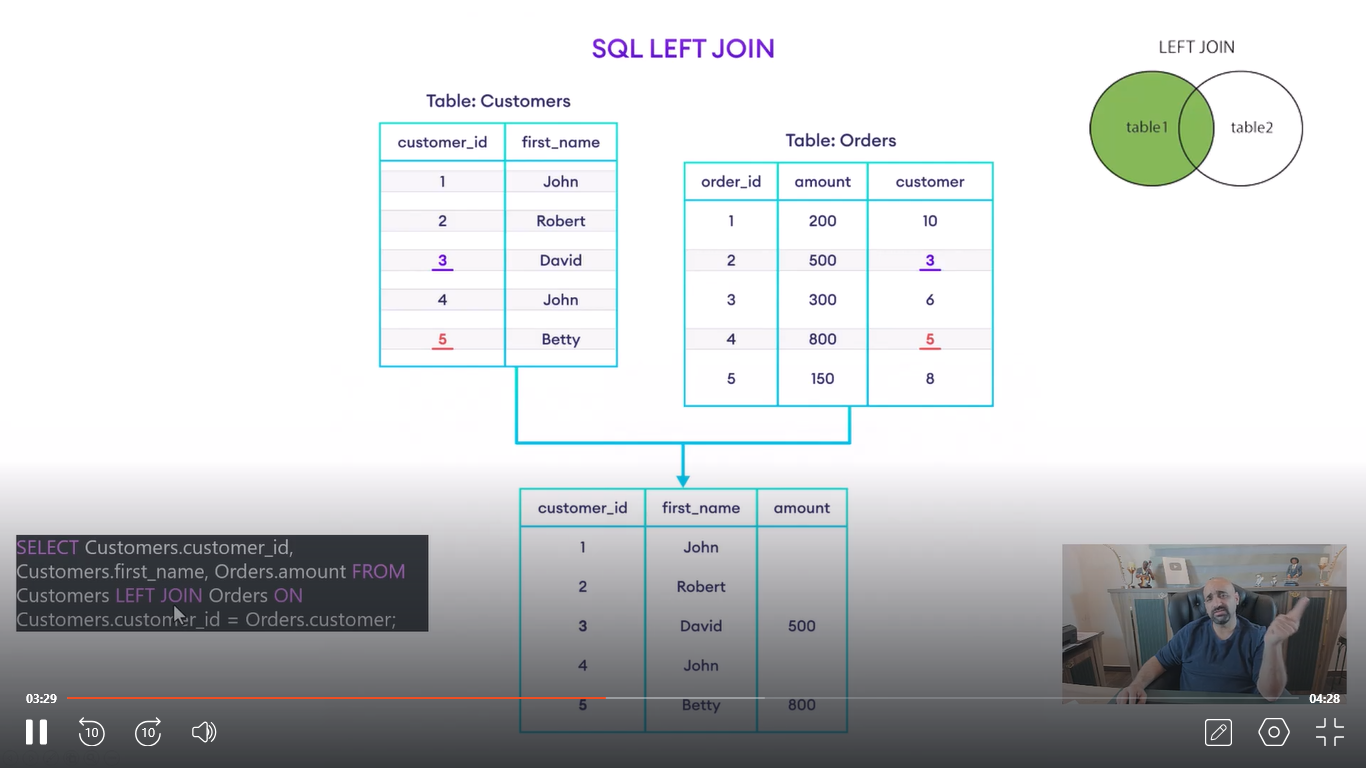 SQL LEFT JOIN
LEFT JOIN
table1 table2
Table: Customers
customer_id first_name
1 John
2 Robert
3 David
4 John
5 Betty
Table: Orders
order_id amount customer
1 200 10
2 500 3
3 300 6
4 800 5
5 150 8
customer_id first_name amount
1 John
2 Robert
3 David 500
4 John
5 Betty 800
SELECT Customers.customer_id,
Customers.first_name, Orders.amount FROM
Customers LEFT JOIN Orders ON
Customers.customer_id = Orders.customer;
03:29
04:28
10
10